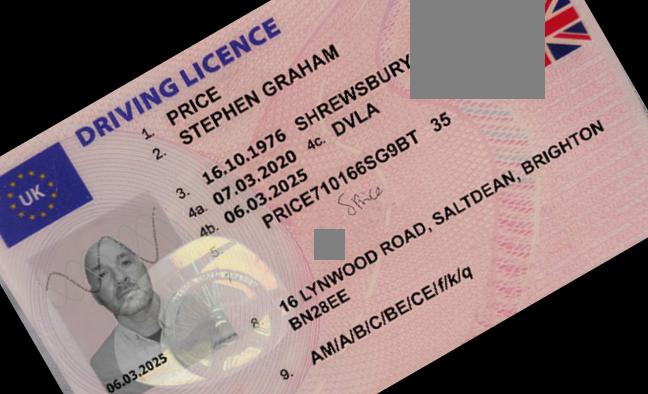 DRIVING LICENCE
UK
1. PRICE
2. STEPHEN GRAHAM
3. 16.10.1976 SHREWSBURY
4a. 07.03.2020 4c. DVLA
4b. 06.03.2025
5. PRICE710166SG9BT 35
SPrice
8. 16 LYNWOOD ROAD, SALTDEAN, BRIGHTON
BN28EE
9. AM/A/B/C/BE/CE/f/k/q
06.03.2025